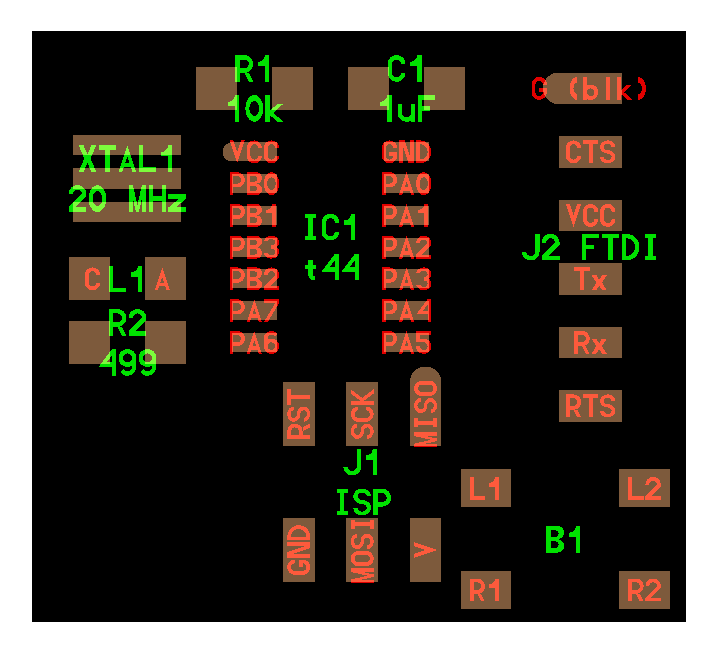 R1
10k
C1
1uF
G (blk)
XTAL1
20 MHz
VCC
PB0
PB1
PB3
PB2
PA7
PA6
IC1
t44
GND
PA0
PA1
PA2
PA3
PA4
PA5
CTS
VCC
J2 FTDI
Tx
Rx
RTS
C L1 A
R2
499
RST
SCK
MISO
J1
ISP
GND
MOSI
V
L1
L2
B1
R1
R2